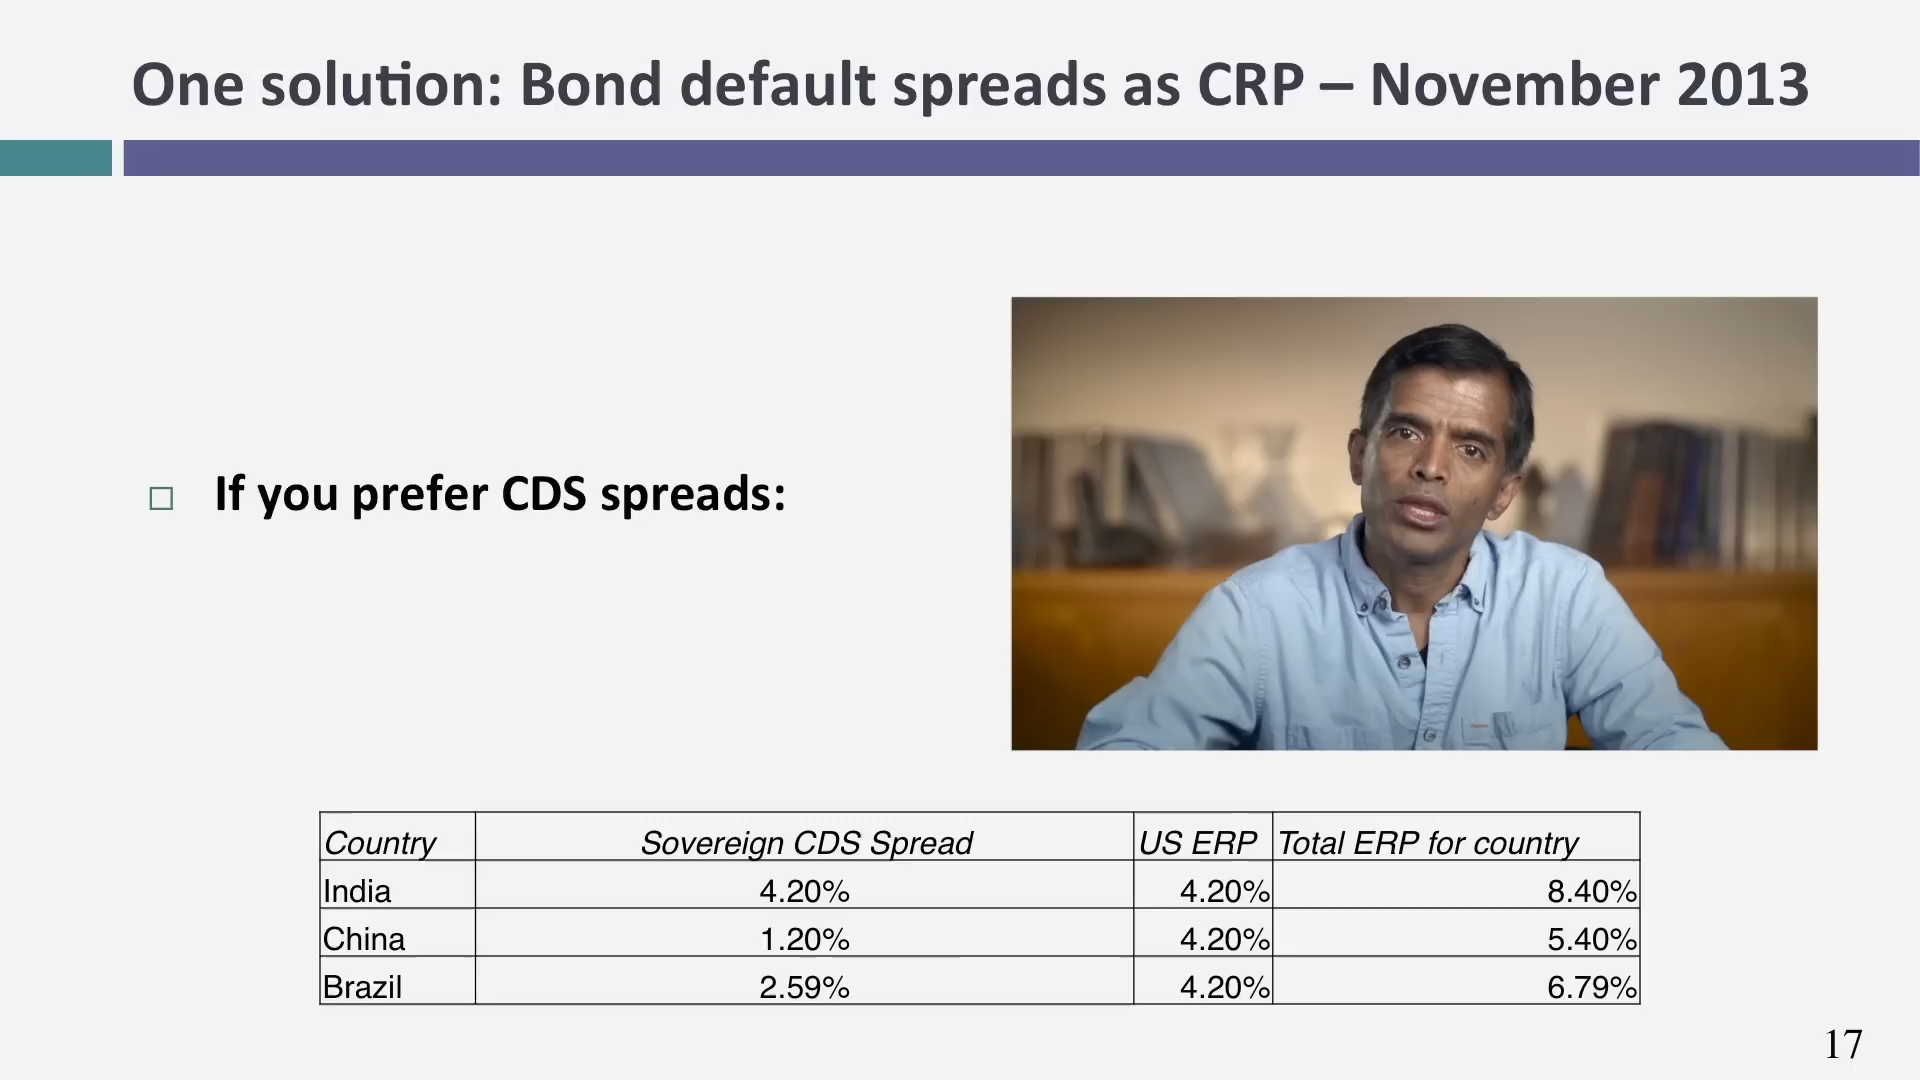 One solution: Bond default spreads as CRP – November 2013
If you prefer CDS spreads:
Country Sovereign CDS Spread US ERP Total ERP for country
India 4.20% 4.20% 8.40%
China 1.20% 4.20% 5.40%
Brazil 2.59% 4.20% 6.79%
17